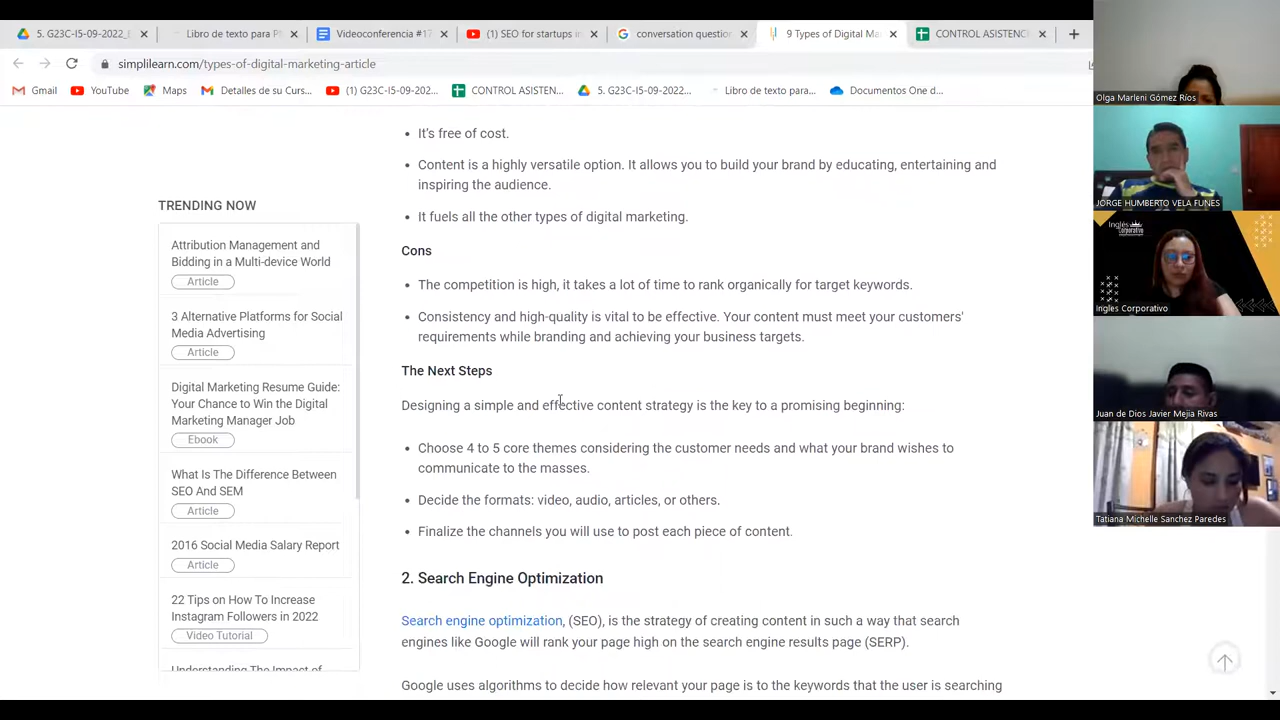 5. G23C-I5-09-2022_
Libro de texto para P
Videoconferencia #17
(1) SEO for startups i
conversation question
9 Types of Digital Ma
CONTROL ASISTENC
simplilearn.com/types-of-digital-marketing-article
Gmail
YouTube
Maps
Detalles de su Curs...
(1) G23C-I5-09-202...
CONTROL ASISTEN...
5. G23C-I5-09-2022...
Libro de texto para...
Documentos One d...
It's free of cost.
Content is a highly versatile option. It allows you to build your brand by educating, entertaining and
inspiring the audience.
It fuels all the other types of digital marketing.
Cons
The competition is high, it takes a lot of time to rank organically for target keywords.
Consistency and high-quality is vital to be effective. Your content must meet your customers'
requirements while branding and achieving your business targets.
The Next Steps
Designing a simple and effective content strategy is the key to a promising beginning:
Choose 4 to 5 core themes considering the customer needs and what your brand wishes to
communicate to the masses.
Decide the formats: video, audio, articles, or others.
Finalize the channels you will use to post each piece of content.
2. Search Engine Optimization
Search engine optimization, (SEO), is the strategy of creating content in such a way that search
engines like Google will rank your page high on the search engine results page (SERP).
Google uses algorithms to decide how relevant your page is to the keywords that the user is searching
TRENDING NOW
Attribution Management and
Bidding in a Multi-device World
Article
3 Alternative Platforms for Social
Media Advertising
Article
Digital Marketing Resume Guide:
Your Chance to Win the Digital
Marketing Manager Job
Ebook
What Is The Difference Between
SEO And SEM
Article
2016 Social Media Salary Report
Article
22 Tips on How To Increase
Instagram Followers in 2022
Video Tutorial
Understanding The Impact of
Olga Marleni Gómez Ríos
JORGE HUMBERTO VELA FUNES
Inglés
Corporativo
Ingles Corporativo
Juan de Dios Javier Mejia Rivas
Tatiana Michelle Sanchez Paredes